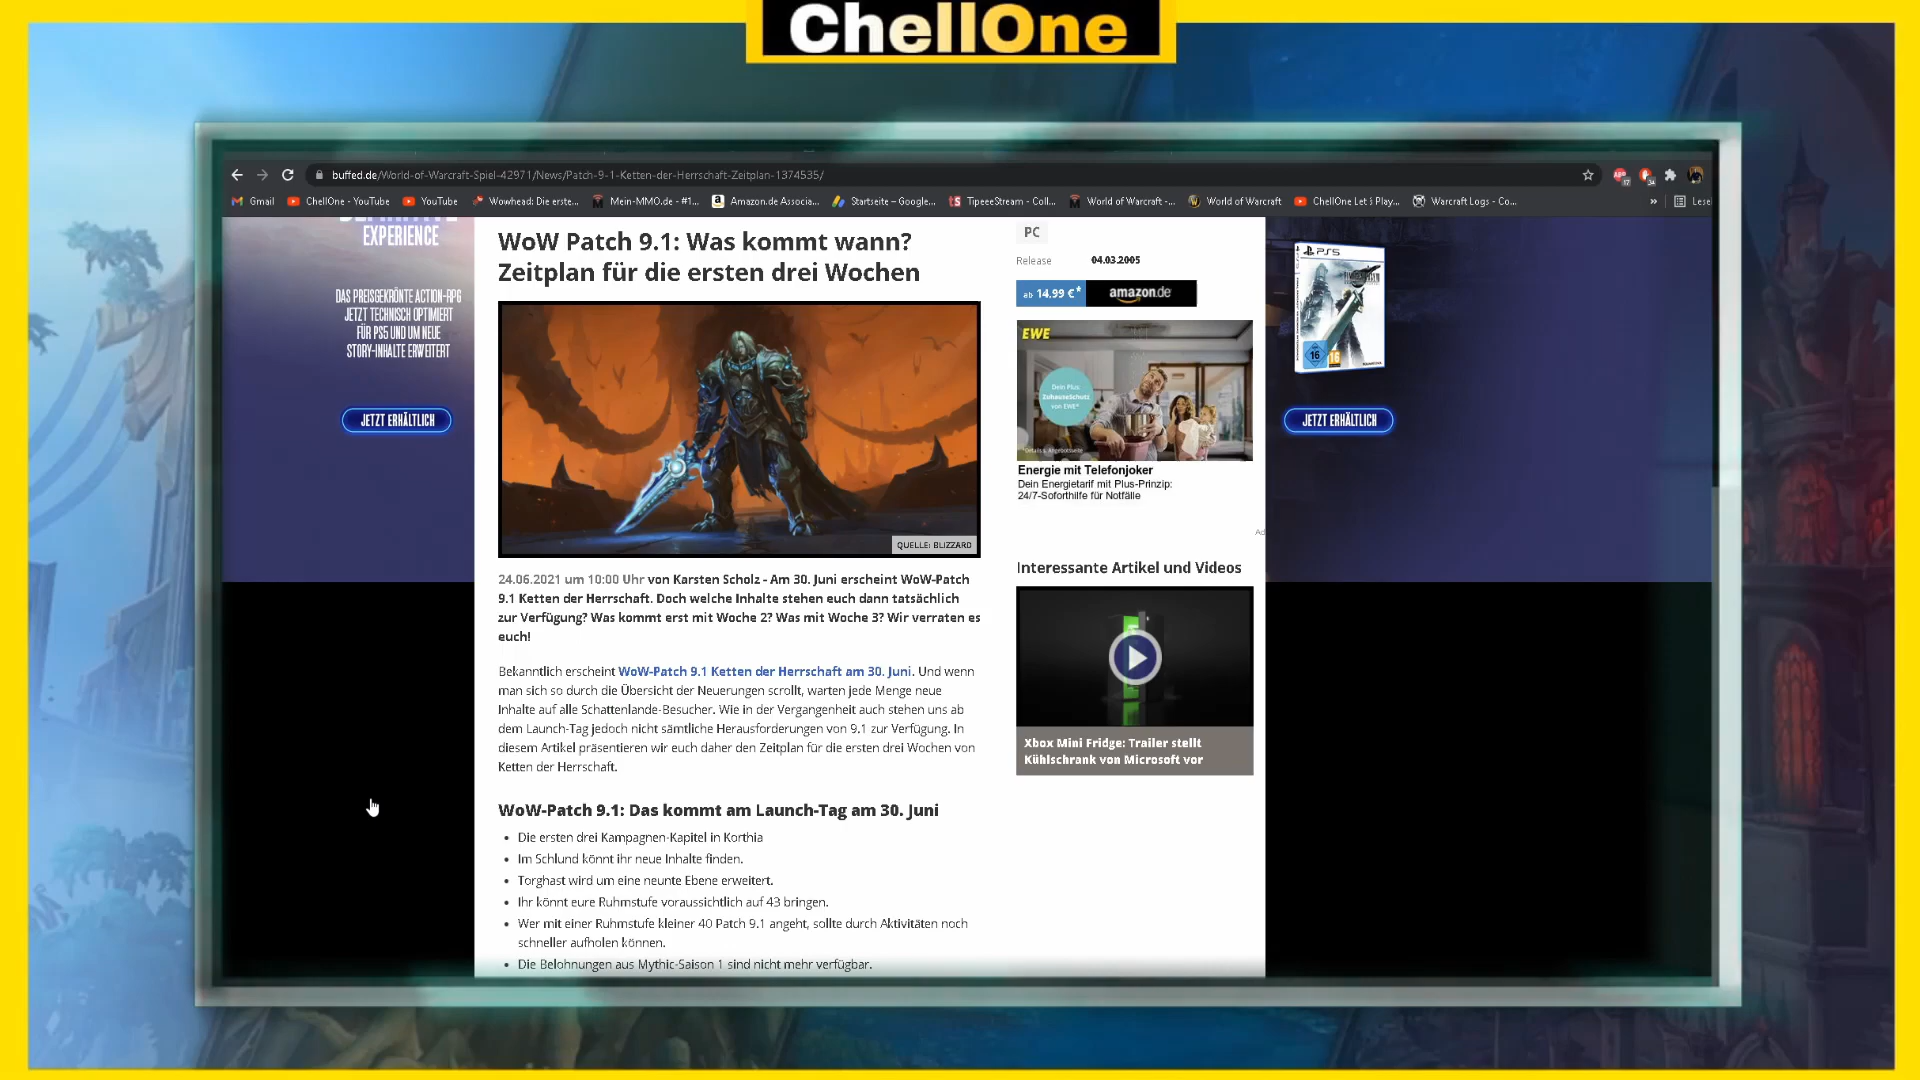 ChellOne
buffed.de/World-of-Warcraft-Spiel-42971/News/Patch-9-1-Ketten-der-Herrschaft-Zeitplan-1374535/
Gmail
ChellOne - YouTube
YouTube
Wowhead: Die erste...
Mein-MMO.de - #1...
Amazon.de Associa...
Startseite – Google...
TipeeeStream - Coll...
World of Warcraft -...
World of Warcraft
ChellOne Let's Play...
Warcraft Logs - Co...
»
EXPERIENCE
DAS PREISGEKRÖNTE ACTION-RPG
JETZT TECHNISCH OPTIMIERT
FÜR PS5 UND UM NEUE
STORY-INHALTE ERWEITERT
JETZT ERHÄLTLICH
WoW Patch 9.1: Was kommt wann?
Zeitplan für die ersten drei Wochen
QUELLE: BLIZZARD
24.06.2021 um 10:00 Uhr von Karsten Scholz - Am 30. Juni erscheint WoW-Patch
9.1 Ketten der Herrschaft. Doch welche Inhalte stehen euch dann tatsächlich
zur Verfügung? Was kommt erst mit Woche 2? Was mit Woche 3? Wir verraten es
euch!
Bekanntlich erscheint WoW-Patch 9.1 Ketten der Herrschaft am 30. Juni. Und wenn
man sich so durch die Übersicht der Neuerungen scrollt, warten jede Menge neue
Inhalte auf alle Schattenlande-Besucher. Wie in der Vergangenheit auch stehen uns ab
dem Launch-Tag jedoch nicht sämtliche Herausforderungen von 9.1 zur Verfügung. In
diesem Artikel präsentieren wir euch daher den Zeitplan für die ersten drei Wochen von
Ketten der Herrschaft.
WoW-Patch 9.1: Das kommt am Launch-Tag am 30. Juni
• Die ersten drei Kampagnen-Kapitel in Korthia
• Im Schlund könnt ihr neue Inhalte finden.
• Torghast wird um eine neunte Ebene erweitert.
• Ihr könnt eure Ruhmstufe voraussichtlich auf 43 bringen.
• Wer mit einer Ruhmstufe kleiner 40 Patch 9.1 angeht, sollte durch Aktivitäten noch
schneller aufholen können.
• Die Belohnungen aus Mythic-Saison 1 sind nicht mehr verfügbar.
PC
Release 04.03.2005
ab 14.99 €* amazon.de
EWE
Dein Plus
ZuhauseSchutz
von EWE*
Energie mit Telefonjoker
Dein Energietarif mit Plus-Prinzip:
24/7-Soforthilfe für Notfälle
Ad
Interessante Artikel und Videos
Xbox Mini Fridge: Trailer stellt
Kühlschrank von Microsoft vor
PS5
16
16
JETZT ERHÄLTLICH